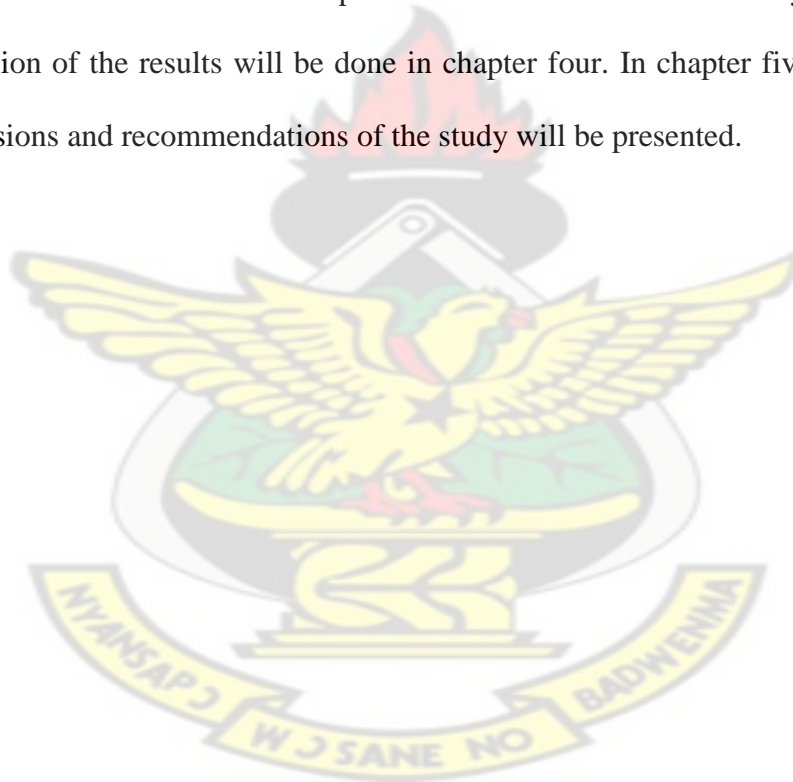 ion of the results will be done in chapter four. In chapter fiv
sions and recommendations of the study will be presented.
NYANSAPƆ WƆSANE NO BADWENMA